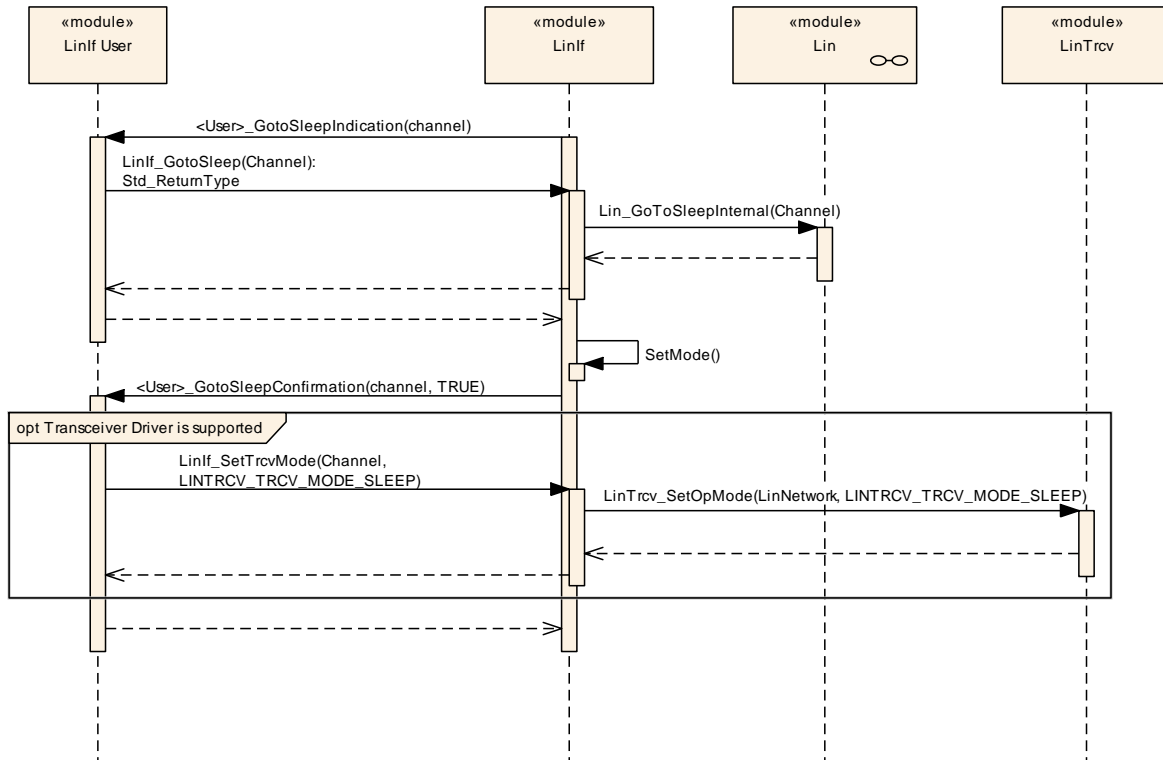 «module»
LinIf User
«module»
LinIf
«module»
Lin
«module»
LinTrcv
<User>_GotoSleepIndication(channel)
LinIf_GotoSleep(Channel):
Std_ReturnType
Lin_GoToSleepInternal(Channel)
SetMode()
<User>_GotoSleepConfirmation(channel, TRUE)
opt Transceiver Driver is supported
LinIf_SetTrcvMode(Channel,
LINTRCV_TRCV_MODE_SLEEP)
LinTrcv_SetOpMode(LinNetwork, LINTRCV_TRCV_MODE_SLEEP)